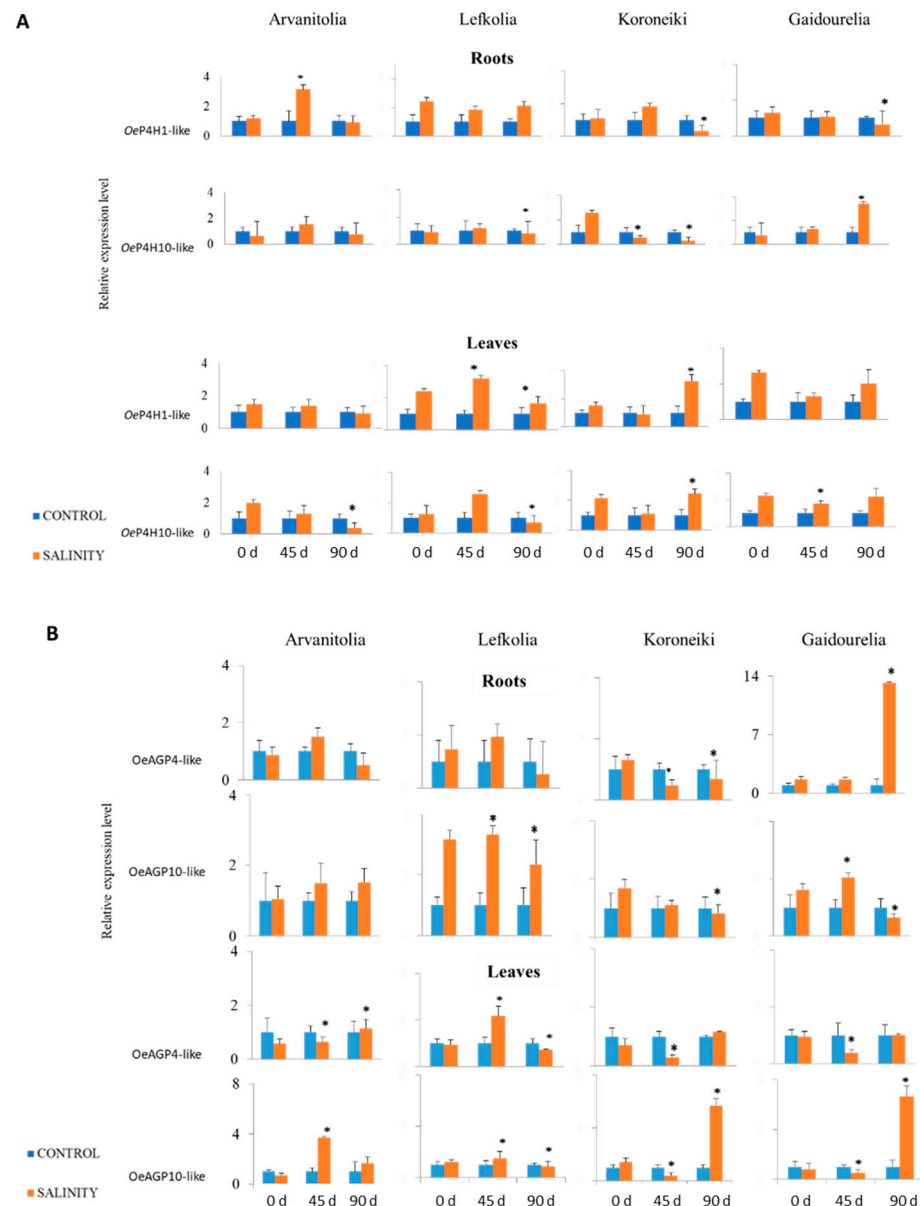 A
Arvanitolia Lefkolia Koroneiki Gaidourelia
Roots
4
2
0
OeP4H1-like
*
*
*
Relative expression level
4
2
0
OeP4H10-like
*
*
*
*
Leaves
4
2
0
OeP4H1-like
*
*
*
4
2
0
OeP4H10-like
*
*
*
*
CONTROL
SALINITY
0 d 45 d 90 d 0 d 45 d 90 d 0 d 45 d 90 d 0 d 45 d 90 d
B
Arvanitolia Lefkolia Koroneiki Gaidourelia
Roots
4
2
0
OeAGP4-like
*
*
14
7
0
*
Relative expression level
4
2
0
OeAGP10-like
*
*
*
*
*
Leaves
4
2
0
OeAGP4-like
*
*
*
*
*
*
8
4
0
OeAGP10-like
*
*
*
*
*
*
*
CONTROL
SALINITY
0 d 45 d 90 d 0 d 45 d 90 d 0 d 45 d 90 d 0 d 45 d 90 d